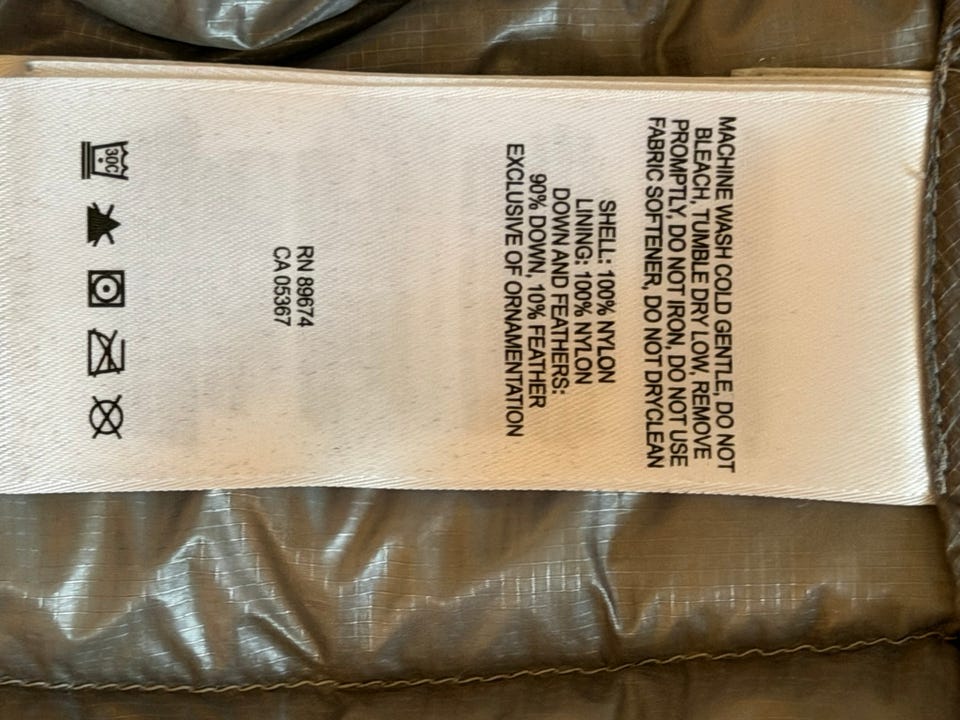 MACHINE WASH COLD GENTLE, DO NOT
BLEACH, TUMBLE DRY LOW, REMOVE
PROMPTLY, DO NOT IRON, DO NOT USE
FABRIC SOFTENER, DO NOT DRYCLEAN
SHELL: 100% NYLON
LINING: 100% NYLON
DOWN AND FEATHERS:
90% DOWN, 10% FEATHER
EXCLUSIVE OF ORNAMENTATION
RN 89674
CA 05367
30C